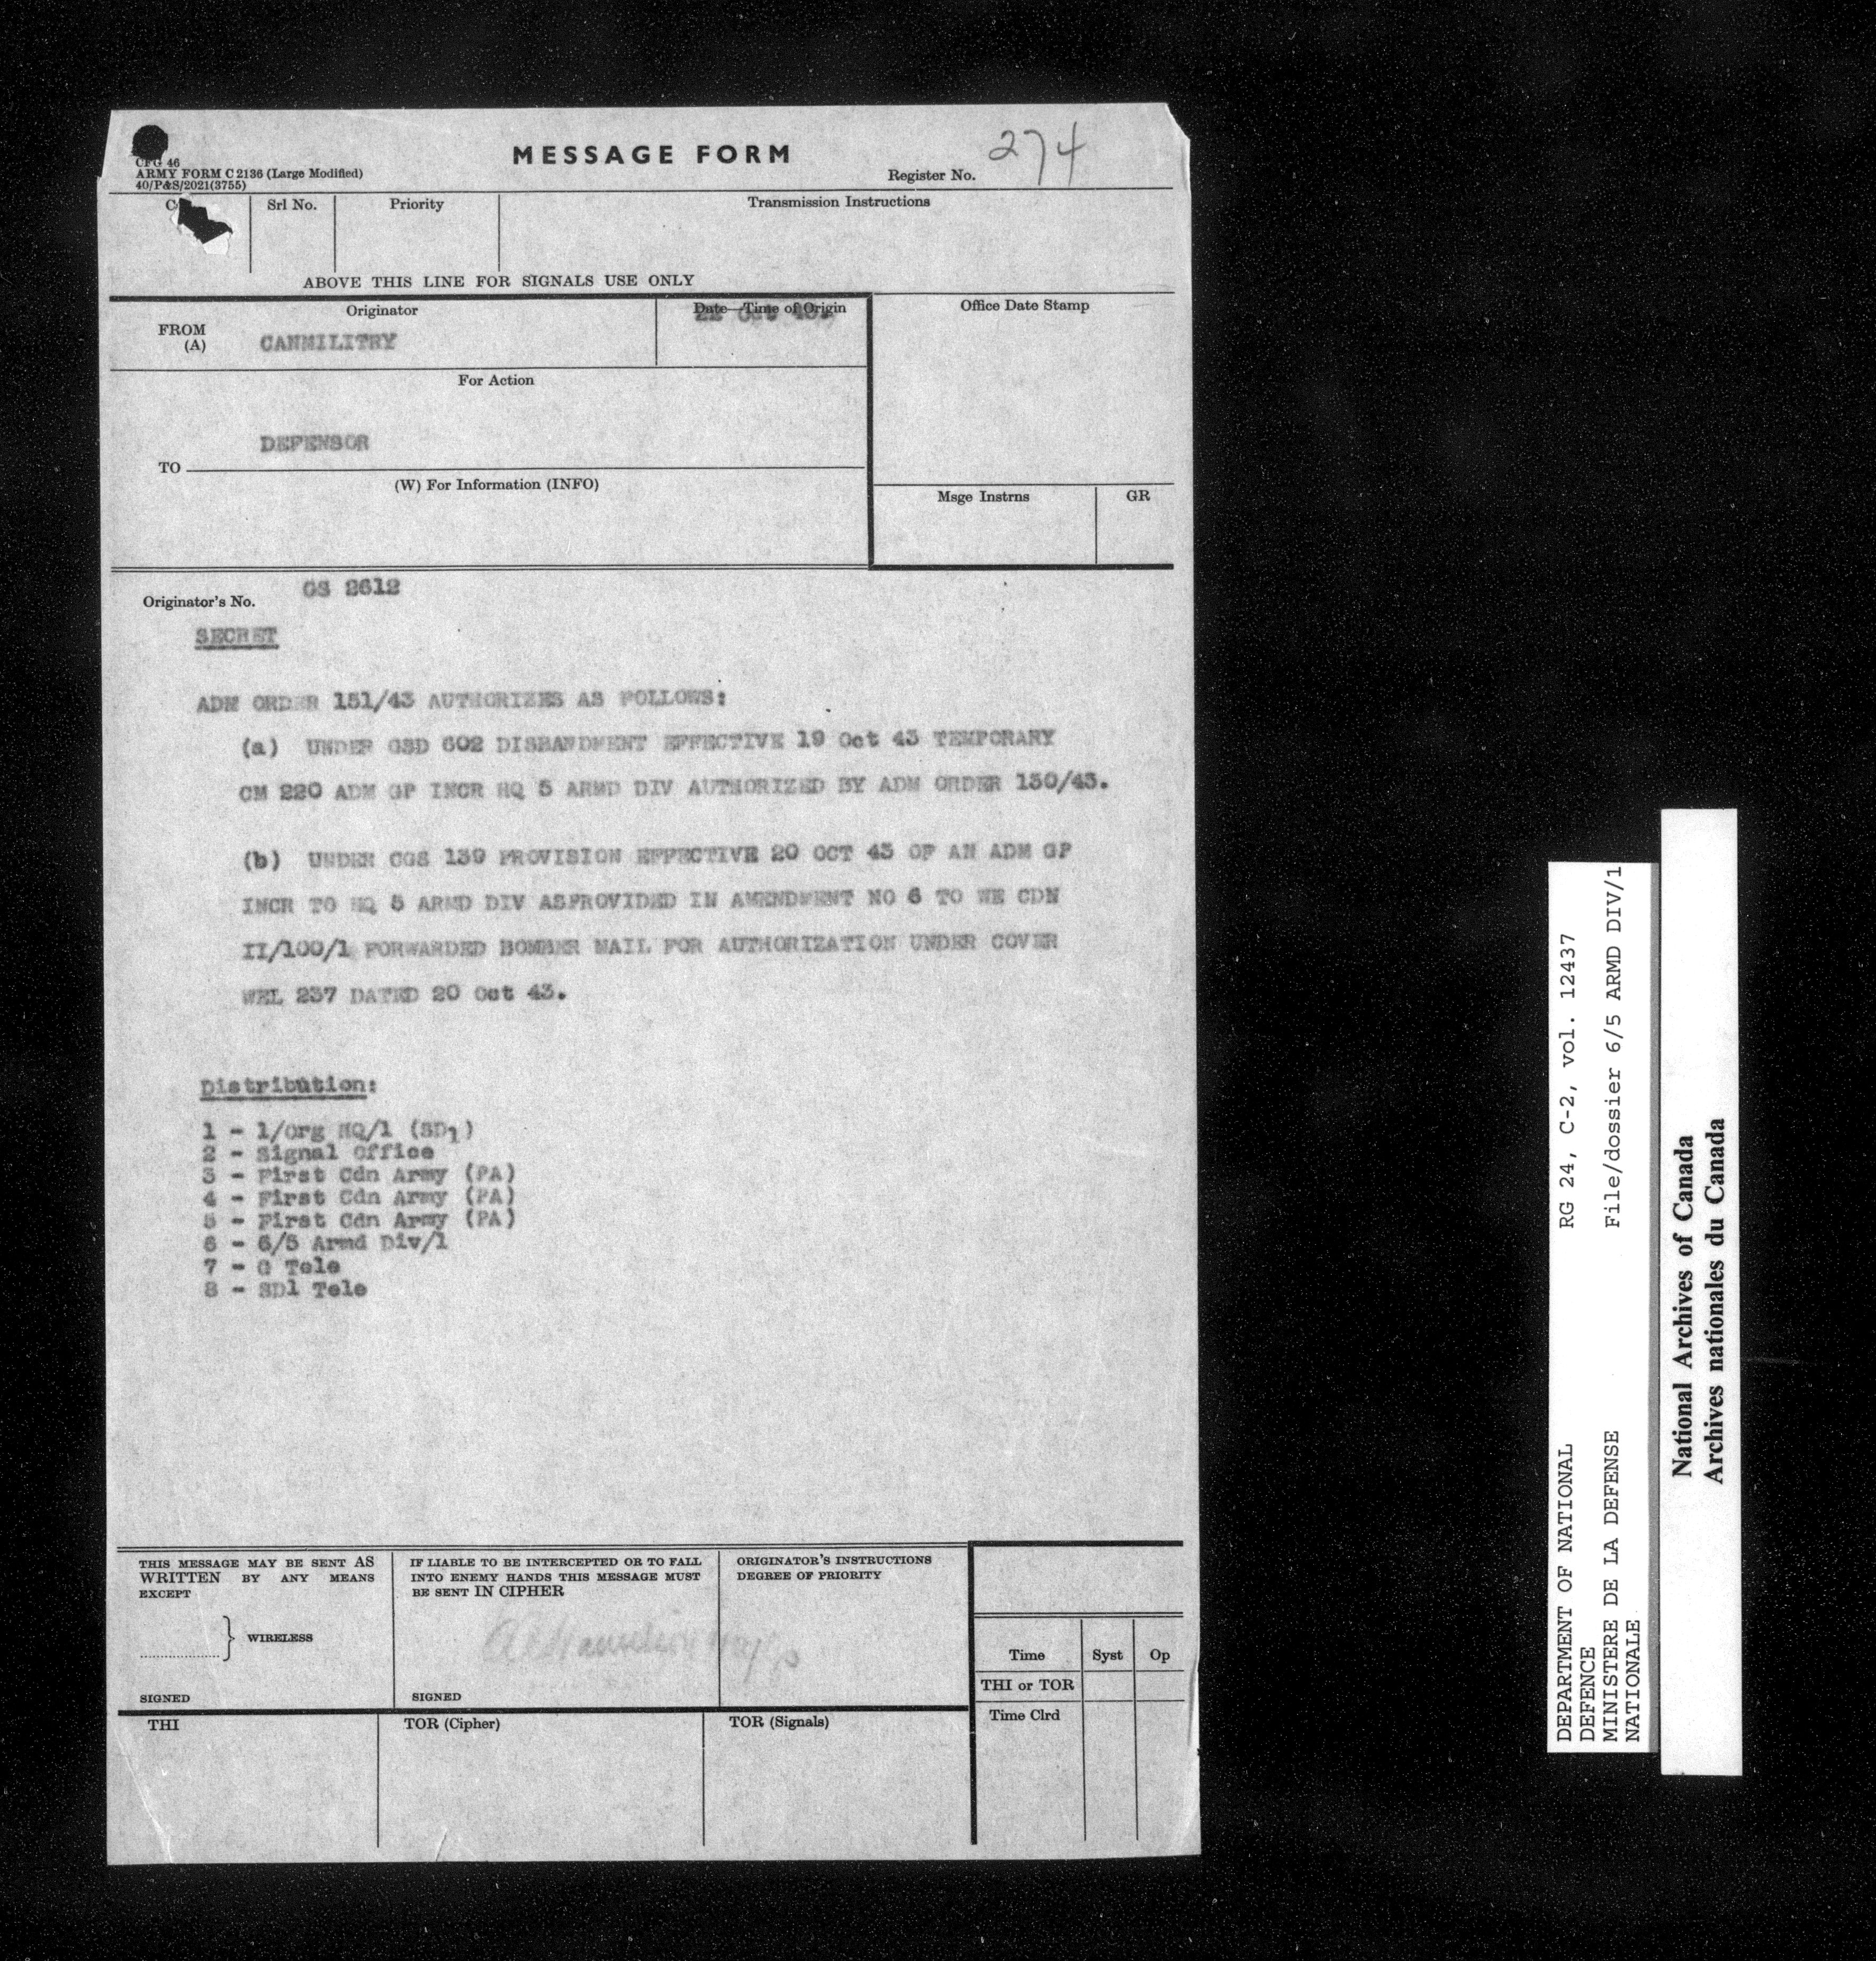 CFG 46
ARMY FORM C 2136 (Large Modified)
40/P&S/2021(3755)
MESSAGE FORM
Register No. 274
Srl No. Priority Transmission Instructions
ABOVE THIS LINE FOR SIGNALS USE ONLY
Originator Date—Time of Origin Office Date Stamp
FROM
(A) CANMILITRY
For Action
DEFENSOR
TO
(W) For Information (INFO)
Msge Instrns GR
Originator's No. GS 2612
SECRET
ADM ORDER 151/43 AUTHORIZES AS FOLLOWS:
(a) UNDER GSD 602 DISBANDMENT EFFECTIVE 19 Oct 43 TEMPORARY
CM 220 ADM GP INCR HQ 5 ARMD DIV AUTHORIZED BY ADM ORDER 130/43.
(b) UNDER CGS 139 PROVISION EFFECTIVE 20 OCT 43 OF AN ADM GP
INCR TO HQ 5 ARMD DIV ASPROVIDED IN AMENDMENT NO 6 TO WE CDN
II/100/1 FORWARDED BOMBER MAIL FOR AUTHORIZATION UNDER COVER
WEL 237 DATED 20 Oct 43.
Distribution:
1 - 1/Org HQ/1 (SD1)
2 - Signal Office
3 - First Cdn Army (PA)
4 - First Cdn Army (PA)
5 - First Cdn Army (PA)
6 - 6/5 Armd Div/1
7 - G Tele
8 - SD1 Tele
THIS MESSAGE MAY BE SENT AS
WRITTEN BY ANY MEANS
EXCEPT
WIRELESS
SIGNED
IF LIABLE TO BE INTERCEPTED OR TO FALL
INTO ENEMY HANDS THIS MESSAGE MUST
BE SENT IN CIPHER
SIGNED
ORIGINATOR'S INSTRUCTIONS
DEGREE OF PRIORITY
Time Syst Op
THI or TOR
Time Clrd
THI TOR (Cipher) TOR (Signals)
DEPARTMENT OF NATIONAL RG 24, C-2, vol. 12437
DEFENCE
MINISTERE DE LA DEFENSE File/dossier 6/5 ARMD DIV/1
NATIONALE
National Archives of Canada
Archives nationales du Canada